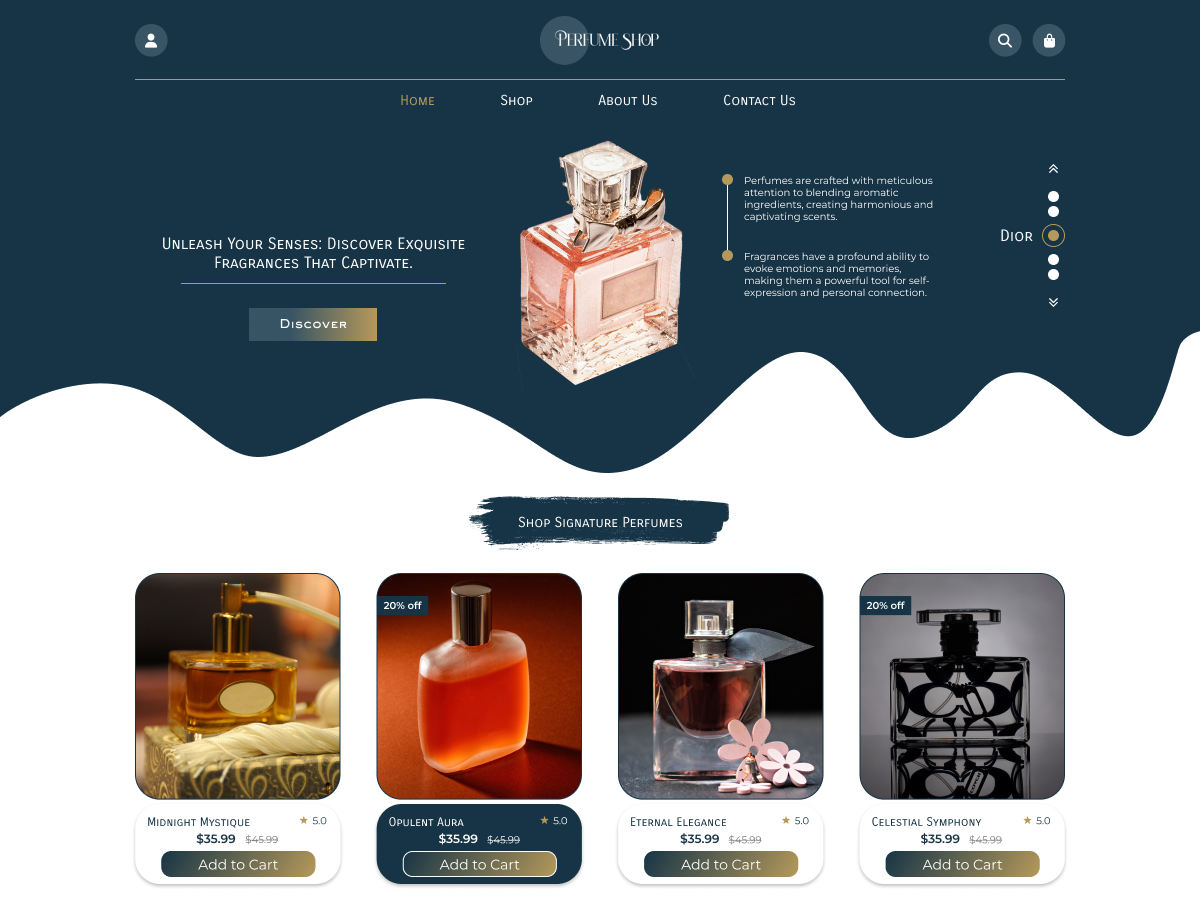 Perfume Shop
Home Shop About Us Contact Us
Unleash Your Senses: Discover Exquisite
Fragrances That Captivate.
Discover
Perfumes are crafted with meticulous
attention to blending aromatic
ingredients, creating harmonious and
captivating scents.
Fragrances have a profound ability to
evoke emotions and memories,
making them a powerful tool for self-
expression and personal connection.
Dior
Shop Signature Perfumes
Midnight Mystique 5.0
$35.99 $45.99
Add to Cart
20% off
Opulent Aura 5.0
$35.99 $45.99
Add to Cart
Eternal Elegance 5.0
$35.99 $45.99
Add to Cart
20% off
Celestial Symphony 5.0
$35.99 $45.99
Add to Cart